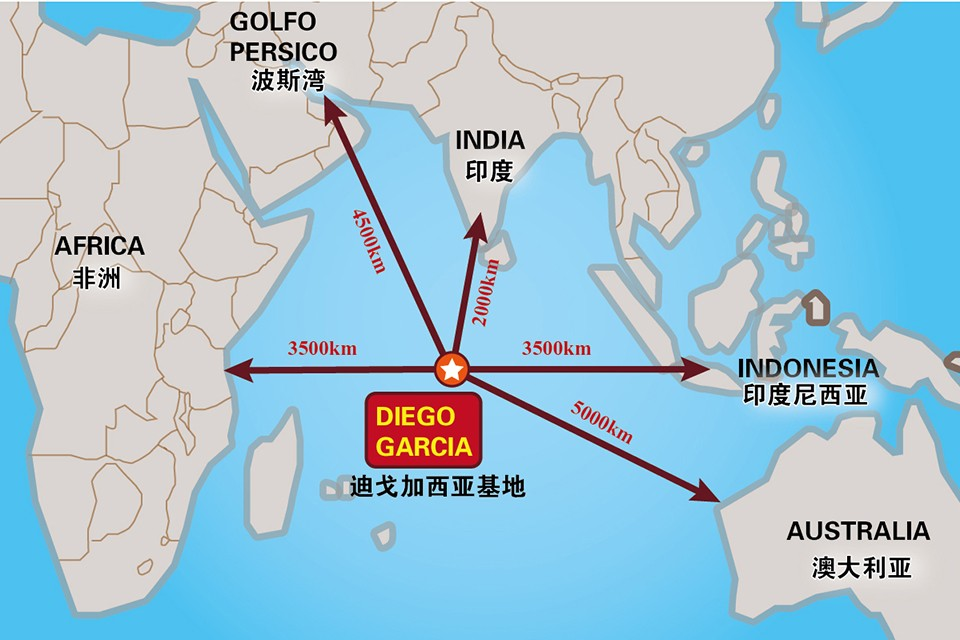 GOLFO
PERSICO
波斯湾
INDIA
印度
4500km
AFRICA
非洲
2000km
3500km
3500km
INDONESIA
印度尼西亚
DIEGO
GARCIA
5000km
迪戈加西亚基地
AUSTRALIA
澳大利亚